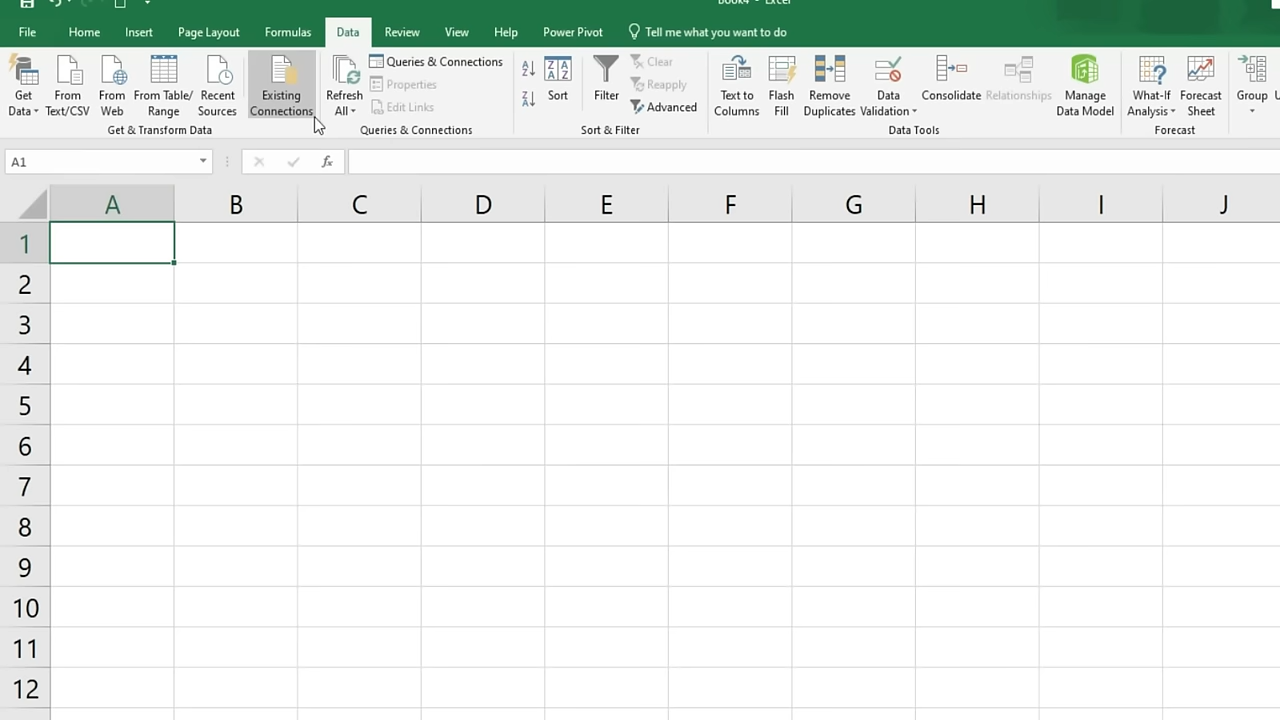 Book4 - Excel
File Home Insert Page Layout Formulas Data Review View Help Power Pivot Tell me what you want to do
Get Data
From Text/CSV
From Web
From Table/ Range
Recent Sources
Existing Connections
Get & Transform Data
Refresh All
Queries & Connections
Properties
Edit Links
Queries & Connections
Sort
Filter
Clear
Reapply
Advanced
Sort & Filter
Text to Columns
Flash Fill
Remove Duplicates
Data Validation
Consolidate
Relationships
Manage Data Model
Data Tools
What-If Analysis
Forecast Sheet
Forecast
Group
A1 fx
A B C D E F G H I J
1
2
3
4
5
6
7
8
9
10
11
12